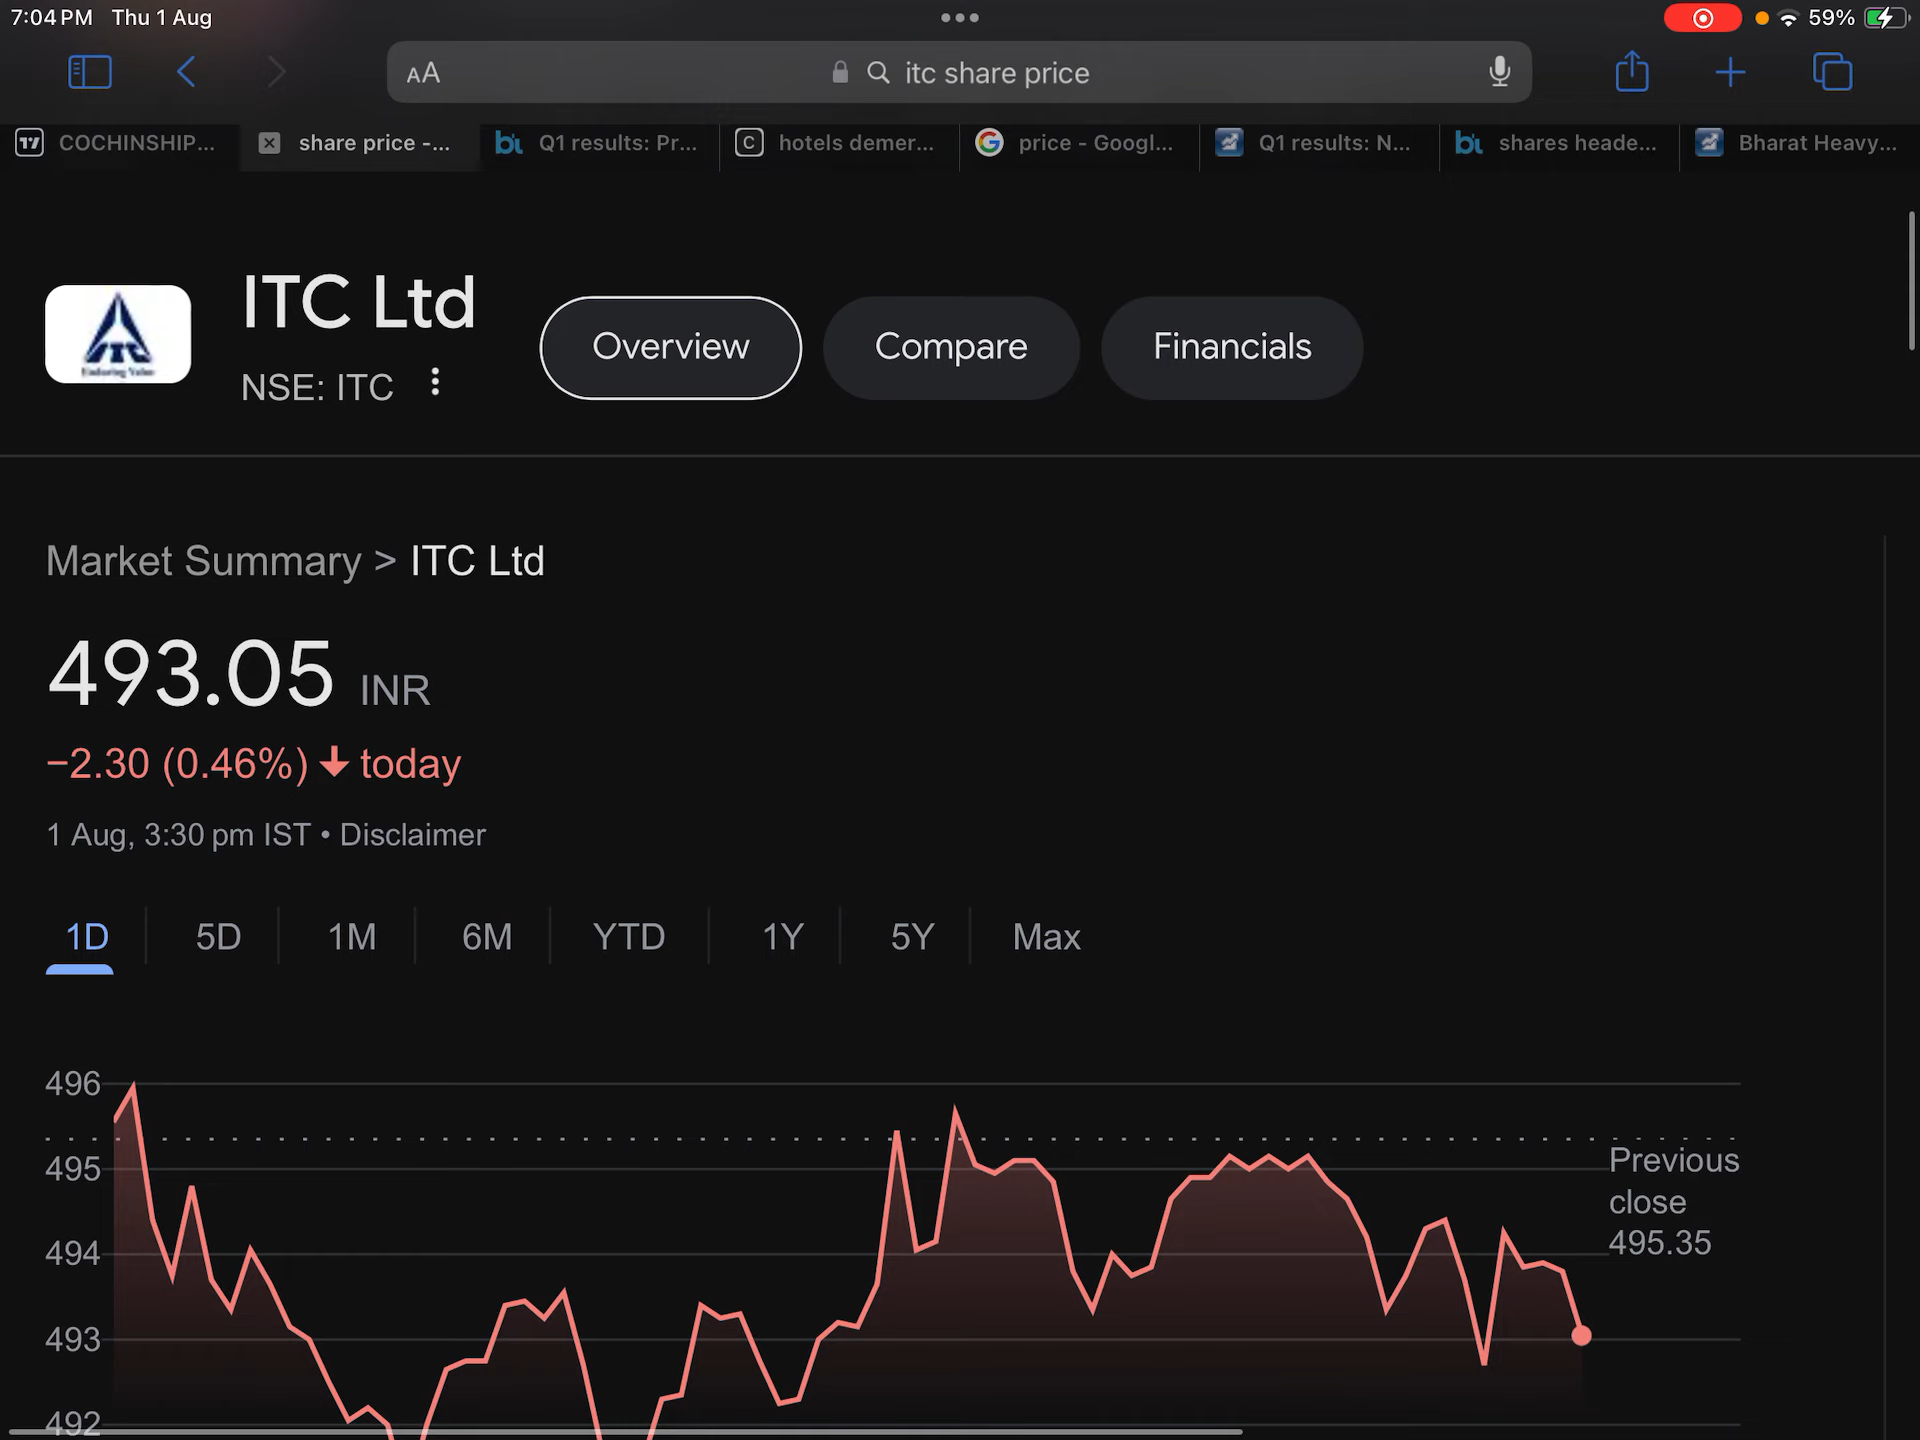 7:04 PM Thu 1 Aug
59%
AA
itc share price
COCHINSHIP...
share price -...
Q1 results: Pr...
hotels demer...
price - Googl...
Q1 results: N...
shares heade...
Bharat Heavy...
ITC Ltd
NSE: ITC
Overview
Compare
Financials
ITC
Enduring Value
Market Summary > ITC Ltd
493.05 INR
−2.30 (0.46%) ↓ today
1 Aug, 3:30 pm IST • Disclaimer
1D
5D
1M
6M
YTD
1Y
5Y
Max
496
495
494
493
492
Previous
close
495.35